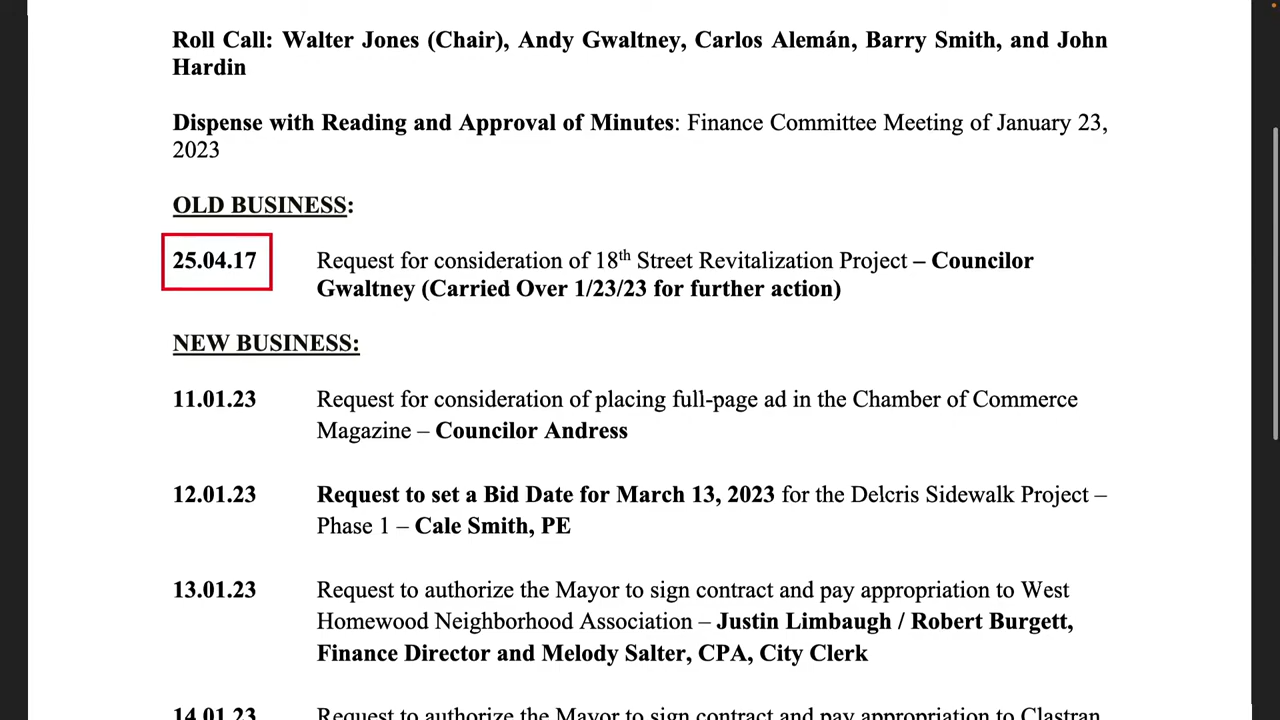 Roll Call: Walter Jones (Chair), Andy Gwaltney, Carlos Alemán, Barry Smith, and John
Hardin
Dispense with Reading and Approval of Minutes: Finance Committee Meeting of January 23,
2023
OLD BUSINESS:
25.04.17 Request for consideration of 18th Street Revitalization Project – Councilor
Gwaltney (Carried Over 1/23/23 for further action)
NEW BUSINESS:
11.01.23 Request for consideration of placing full-page ad in the Chamber of Commerce
Magazine – Councilor Andress
12.01.23 Request to set a Bid Date for March 13, 2023 for the Delcris Sidewalk Project –
Phase 1 – Cale Smith, PE
13.01.23 Request to authorize the Mayor to sign contract and pay appropriation to West
Homewood Neighborhood Association – Justin Limbaugh / Robert Burgett,
Finance Director and Melody Salter, CPA, City Clerk
14.01.23 Request to authorize the Mayor to sign contract and pay appropriation to Clastran